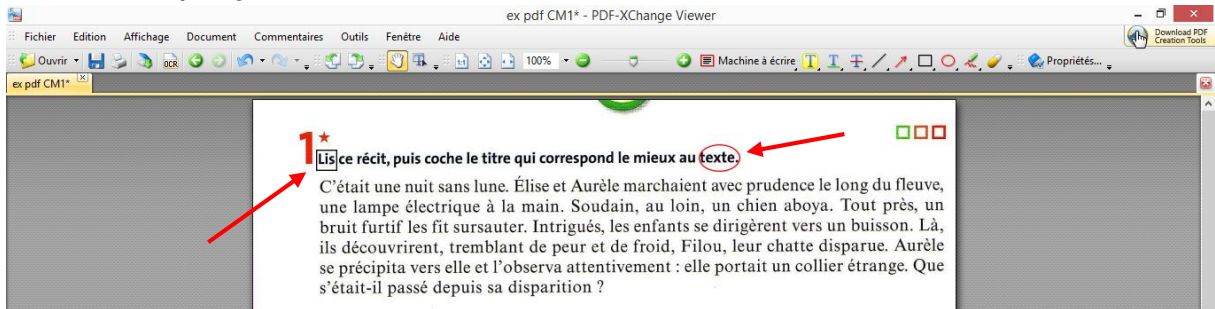 ex pdf CM1* - PDF-XChange Viewer
Fichier Edition Affichage Document Commentaires Outils Fenêtre Aide
Download PDF
Creation Tools
Ouvrir OCR 100% Machine à écrire T T T Propriétés...
ex pdf CM1*
1
Lis ce récit, puis coche le titre qui correspond le mieux au texte.
C'était une nuit sans lune. Élise et Aurèle marchaient avec prudence le long du fleuve,
une lampe électrique à la main. Soudain, au loin, un chien aboya. Tout près, un
bruit furtif les fit sursauter. Intrigués, les enfants se dirigèrent vers un buisson. Là,
ils découvrirent, tremblant de peur et de froid, Filou, leur chatte disparue. Aurèle
se précipita vers elle et l'observa attentivement : elle portait un collier étrange. Que
s'était-il passé depuis sa disparition ?